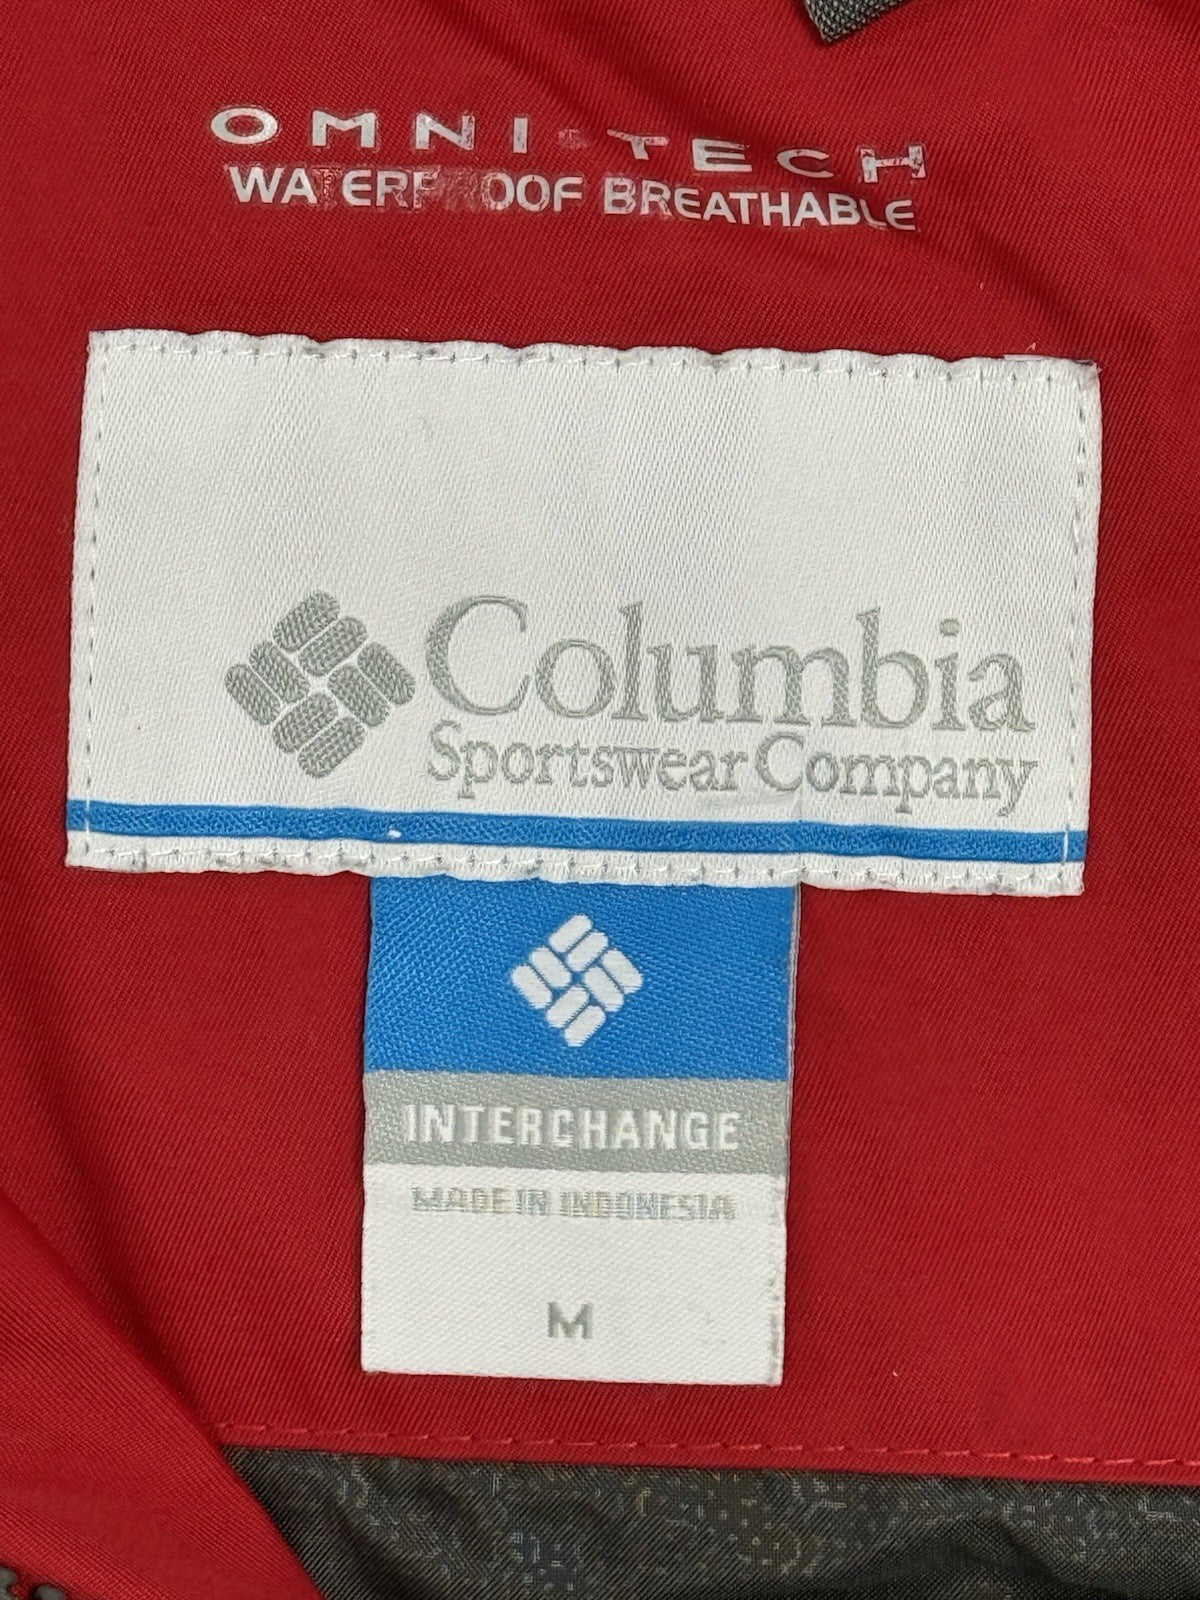 OMNI-TECH
WATERPROOF BREATHABLE
Columbia
Sportswear Company
INTERCHANGE
MADE IN INDONESIA
M